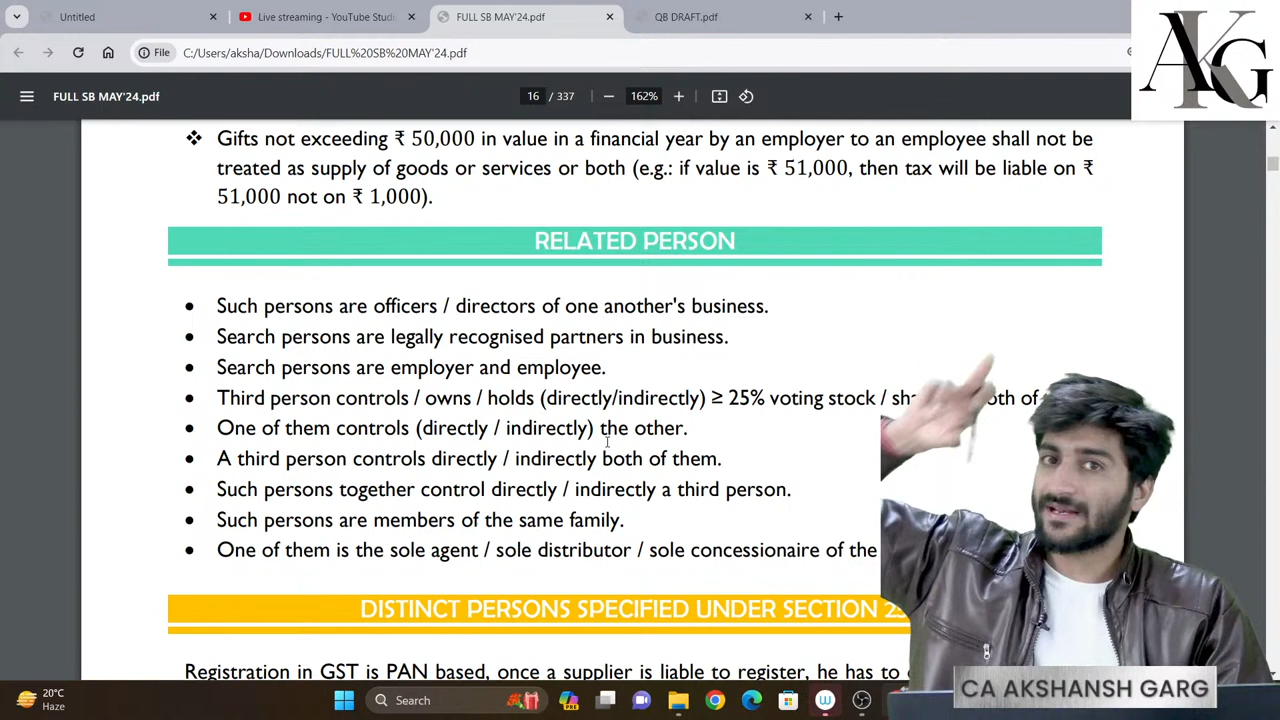 Untitled
Live streaming - YouTube Studi
FULL SB MAY'24.pdf
QB DRAFT.pdf
File
C:/Users/aksha/Downloads/FULL%20SB%20MAY'24.pdf
AKG
FULL SB MAY'24.pdf
16 / 337
162%
❖ Gifts not exceeding ₹ 50,000 in value in a financial year by an employer to an employee shall not be
treated as supply of goods or services or both (e.g.: if value is ₹ 51,000, then tax will be liable on ₹
51,000 not on ₹ 1,000).
RELATED PERSON
• Such persons are officers / directors of one another's business.
• Search persons are legally recognised partners in business.
• Search persons are employer and employee.
• Third person controls / owns / holds (directly/indirectly) ≥ 25% voting stock / of
• One of them controls (directly / indirectly) the other.
• A third person controls directly / indirectly both of them.
• Such persons together control directly / indirectly a third person.
• Such persons are members of the same family.
• One of them is the sole agent / sole distributor / sole concessionaire of the
DISTINCT PERSONS SPECIFIED UNDER SECTION
Registration in GST is PAN based, once a supplier is liable to register, he has to
CA AKSHANSH GARG
20°C
Haze
Search